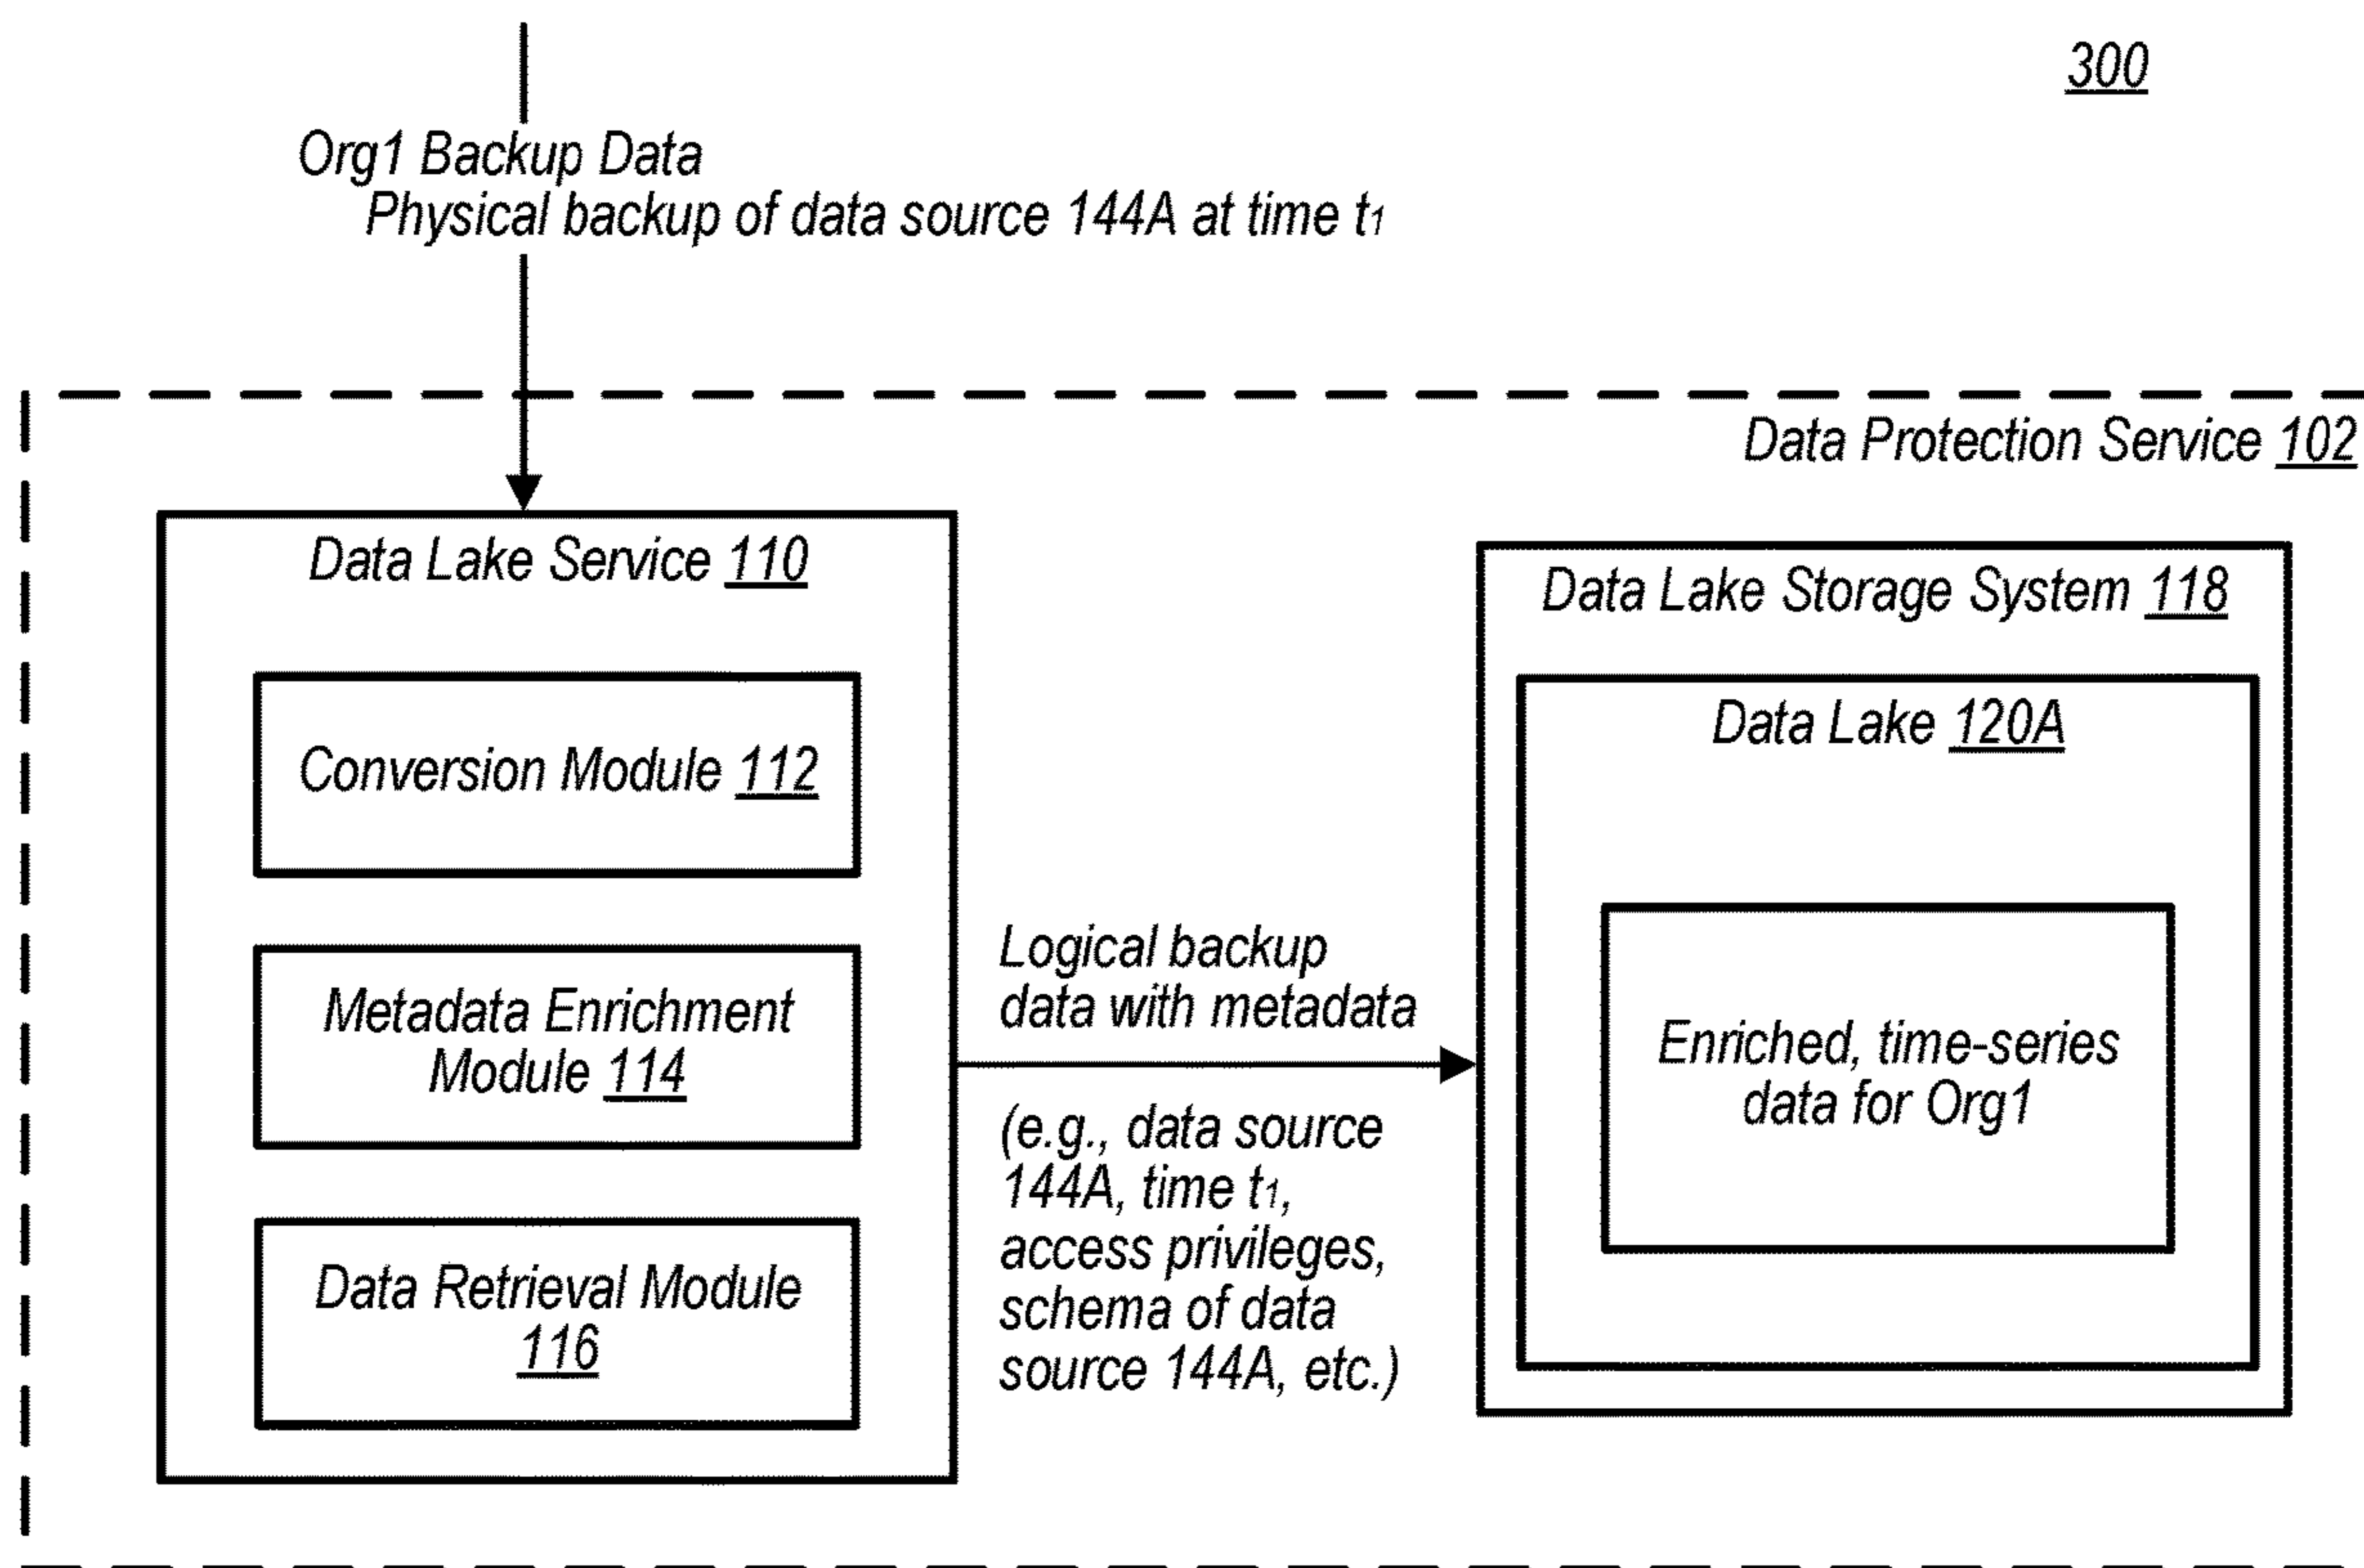 300
Org1 Backup Data
Physical backup of data source 144A at time t1
Data Protection Service 102
Data Lake Service 110
Conversion Module 112
Metadata Enrichment
Module 114
Data Retrieval Module
116
Logical backup
data with metadata
(e.g., data source
144A, time t1,
access privileges,
schema of data
source 144A, etc.)
Data Lake Storage System 118
Data Lake 120A
Enriched, time-series
data for Org1